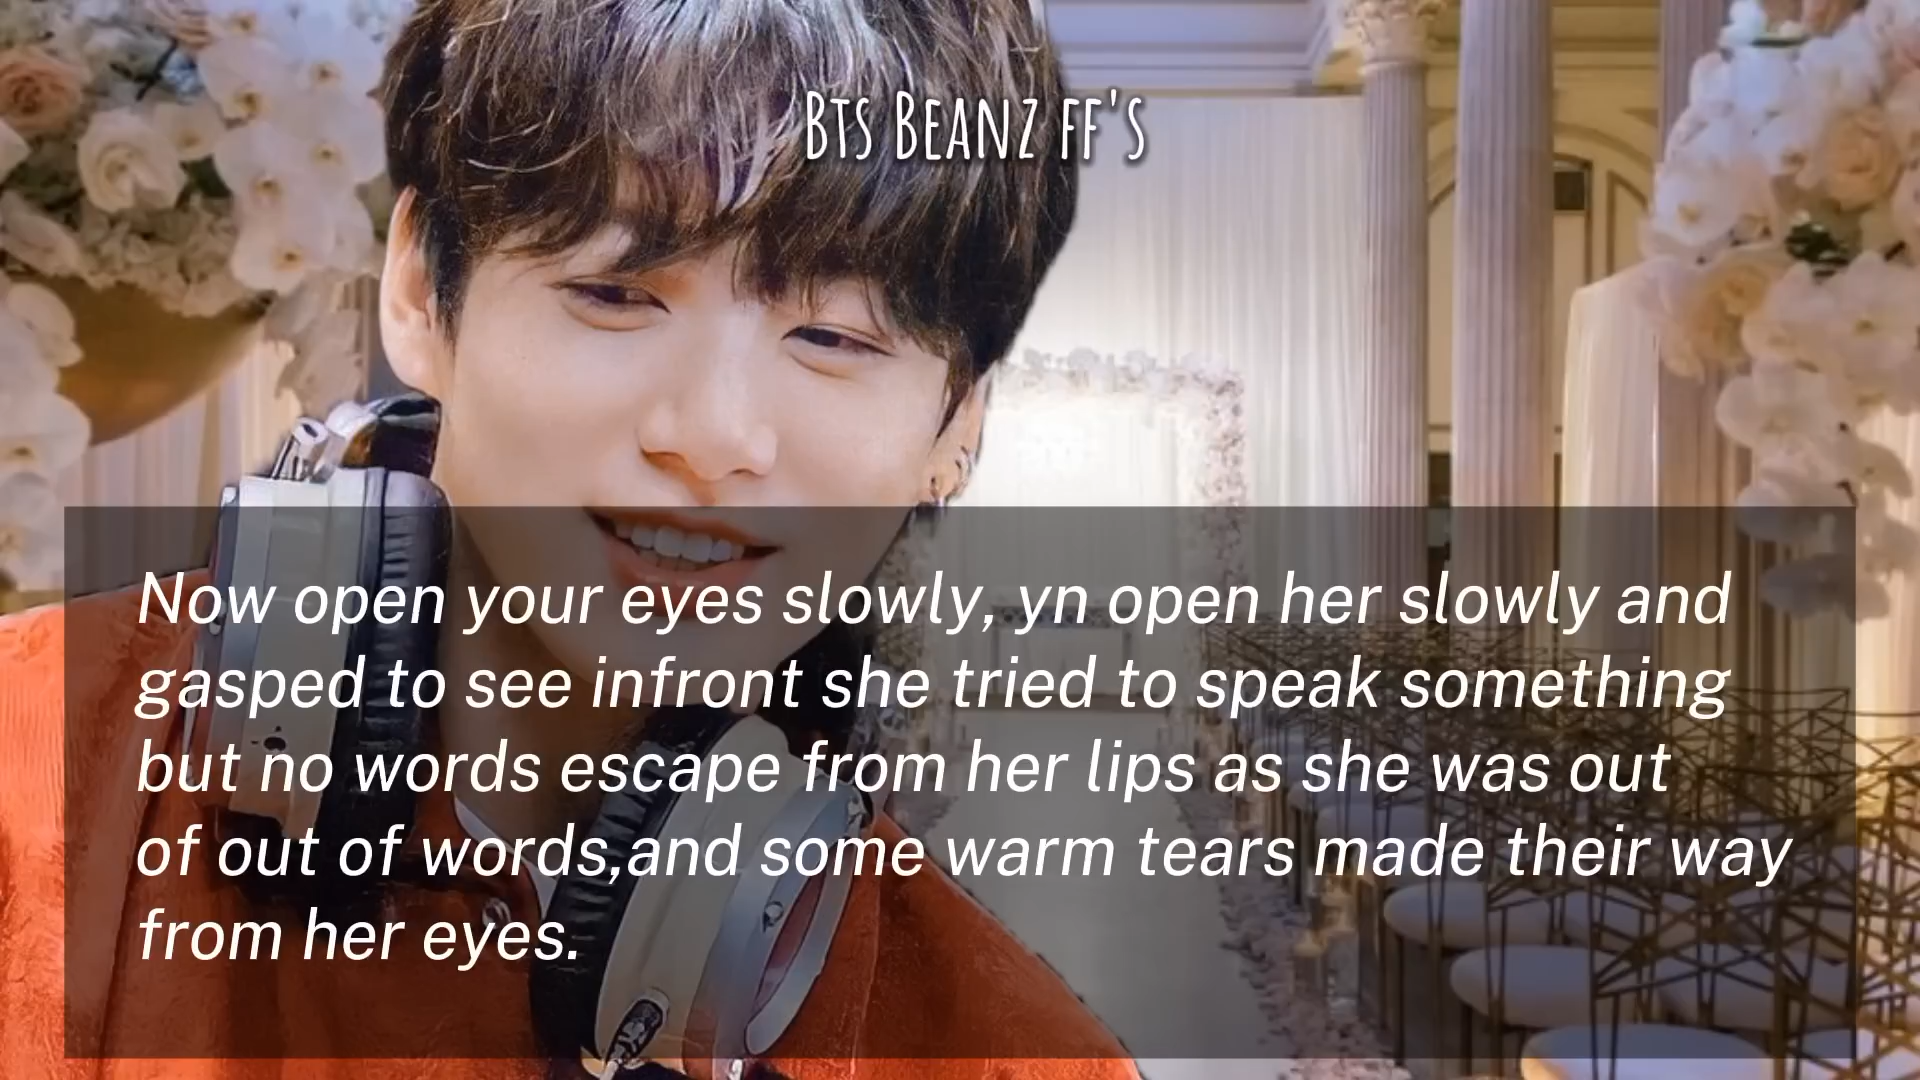 Bts Beanz ff's
Now open your eyes slowly, yn open her slowly and
gasped to see infront she tried to speak something
but no words escape from her lips as she was out
of out of words,and some warm tears made their way
from her eyes.